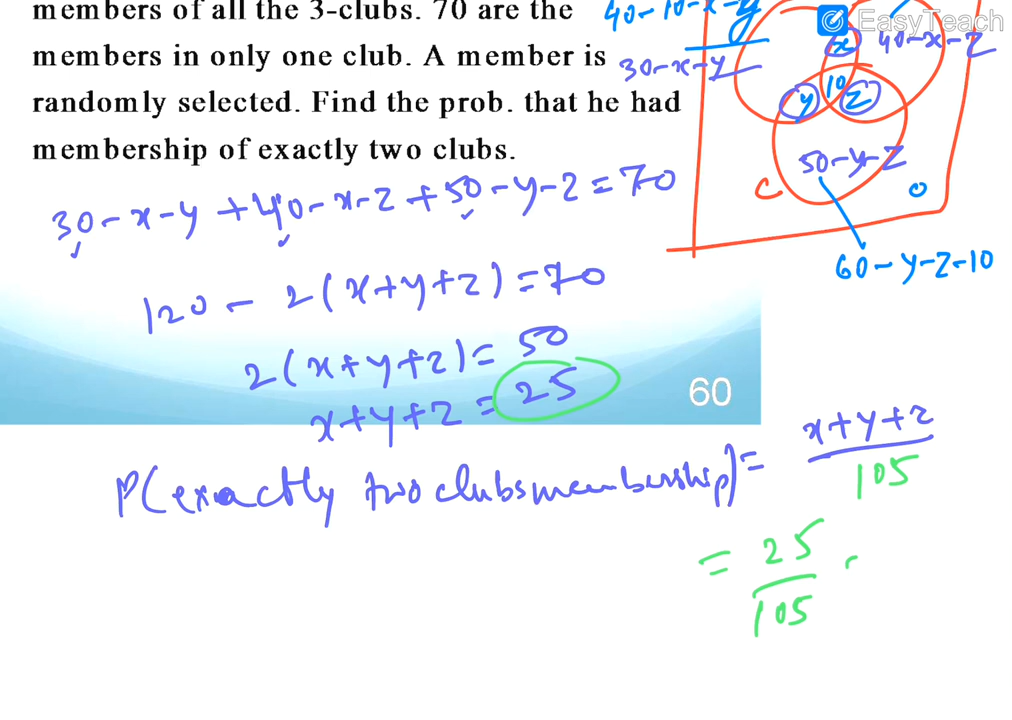 members of all the 3-clubs. 70 are the
members in only one club. A member is
randomly selected. Find the prob. that he had
membership of exactly two clubs.
40-10-x-y
30-x-y
EasyTeach
x
40-x-z
10
y
z
50-y-z
C
0
60-y-z-10
30-x-y+40-x-z+50-y-z=70
120-2(x+y+z)=70
2(x+y+z)=50
x+y+z=25
60
P(exactly two clubs membership)=x+y+z
105
=25
105